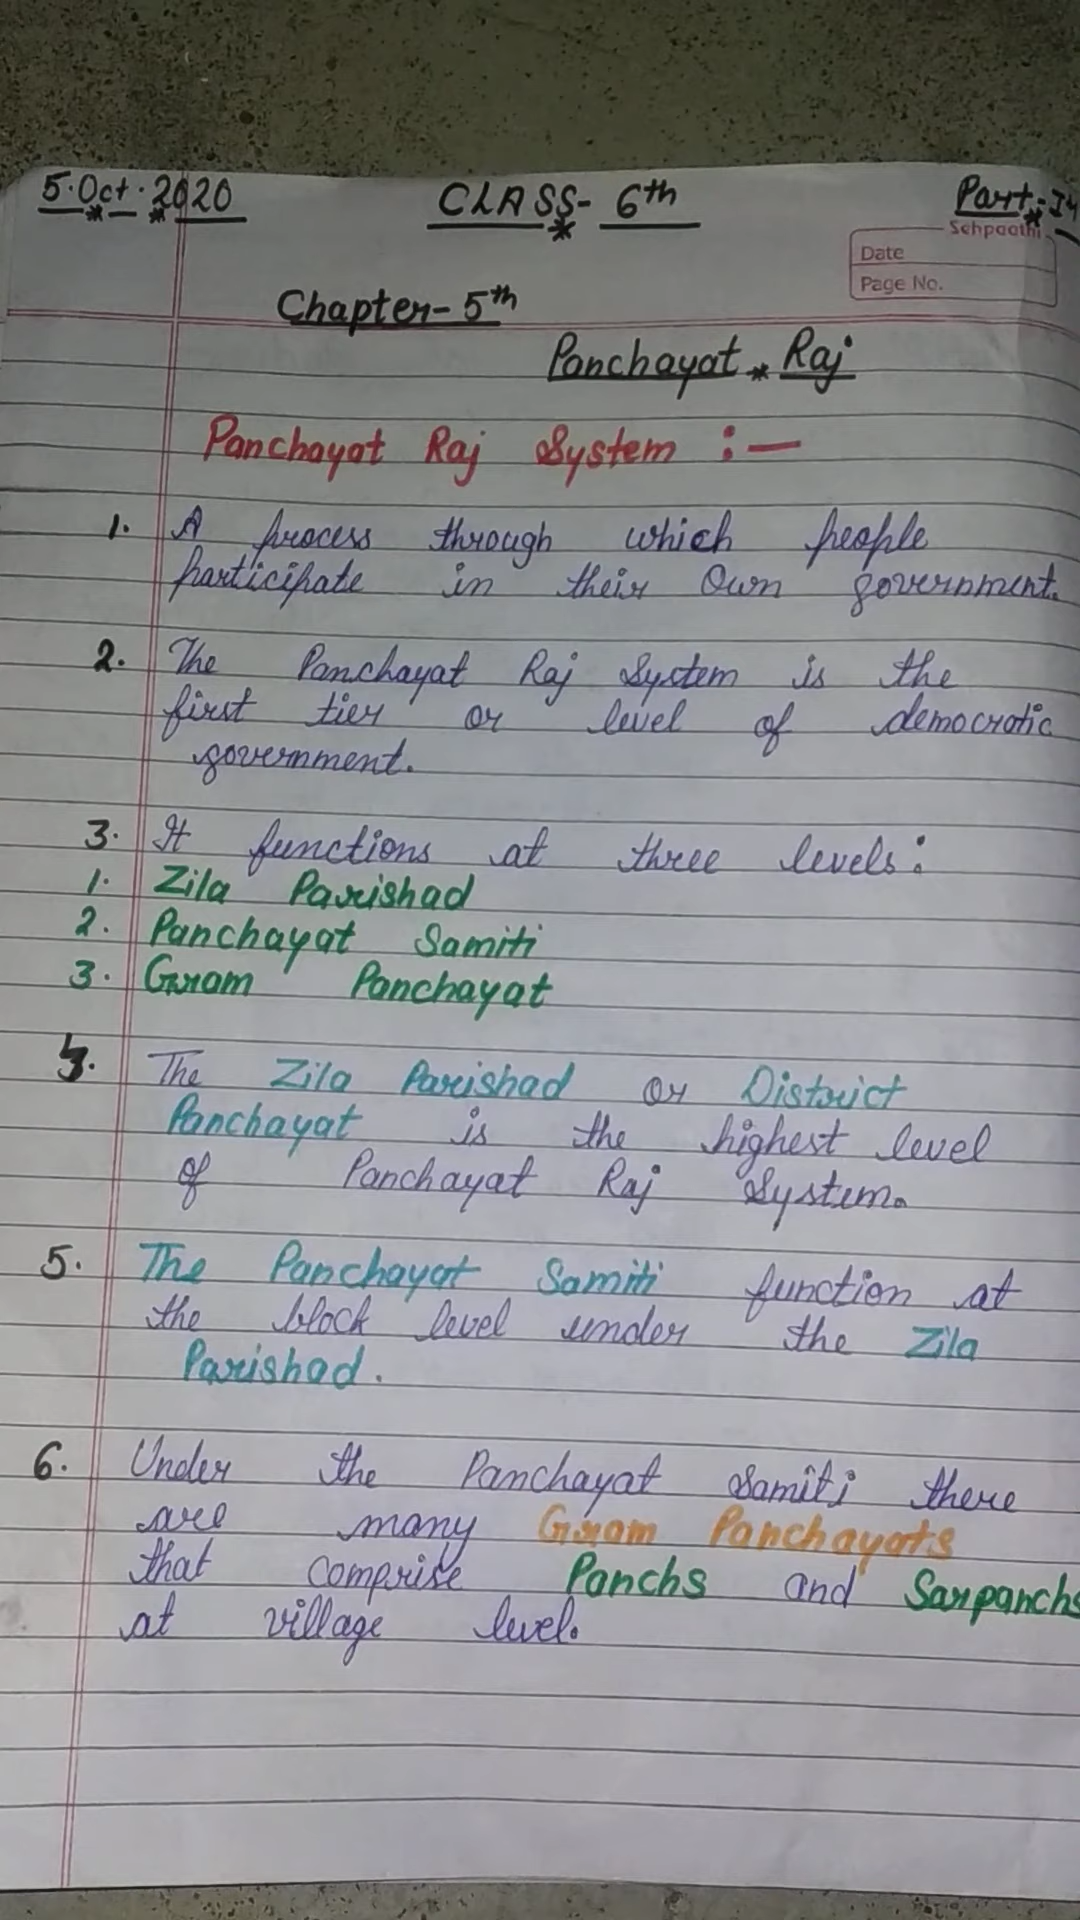 5.Oct.2020 CLASS- 6th Part-
Sehpaathi
Date
Page No.
Chapter-5th
Panchayat Raj
Panchayat Raj System :-
1. A process through which people
participate in their own government.
2. The Panchayat Raj System is the
first tier or level of democratic
government.
3. It functions at three levels:
1. Zila Parishad
2. Panchayat Samiti
3. Gram Panchayat
4. The Zila Parishad or District
Panchayat is the highest level
of Panchayat Raj System.
5. The Panchayat Samiti function at
the block level under the Zila
Parishad.
6. Under the Panchayat Samiti there
are many Gram Panchayats
that comprise Panchs and Sarpanchs
at village level.